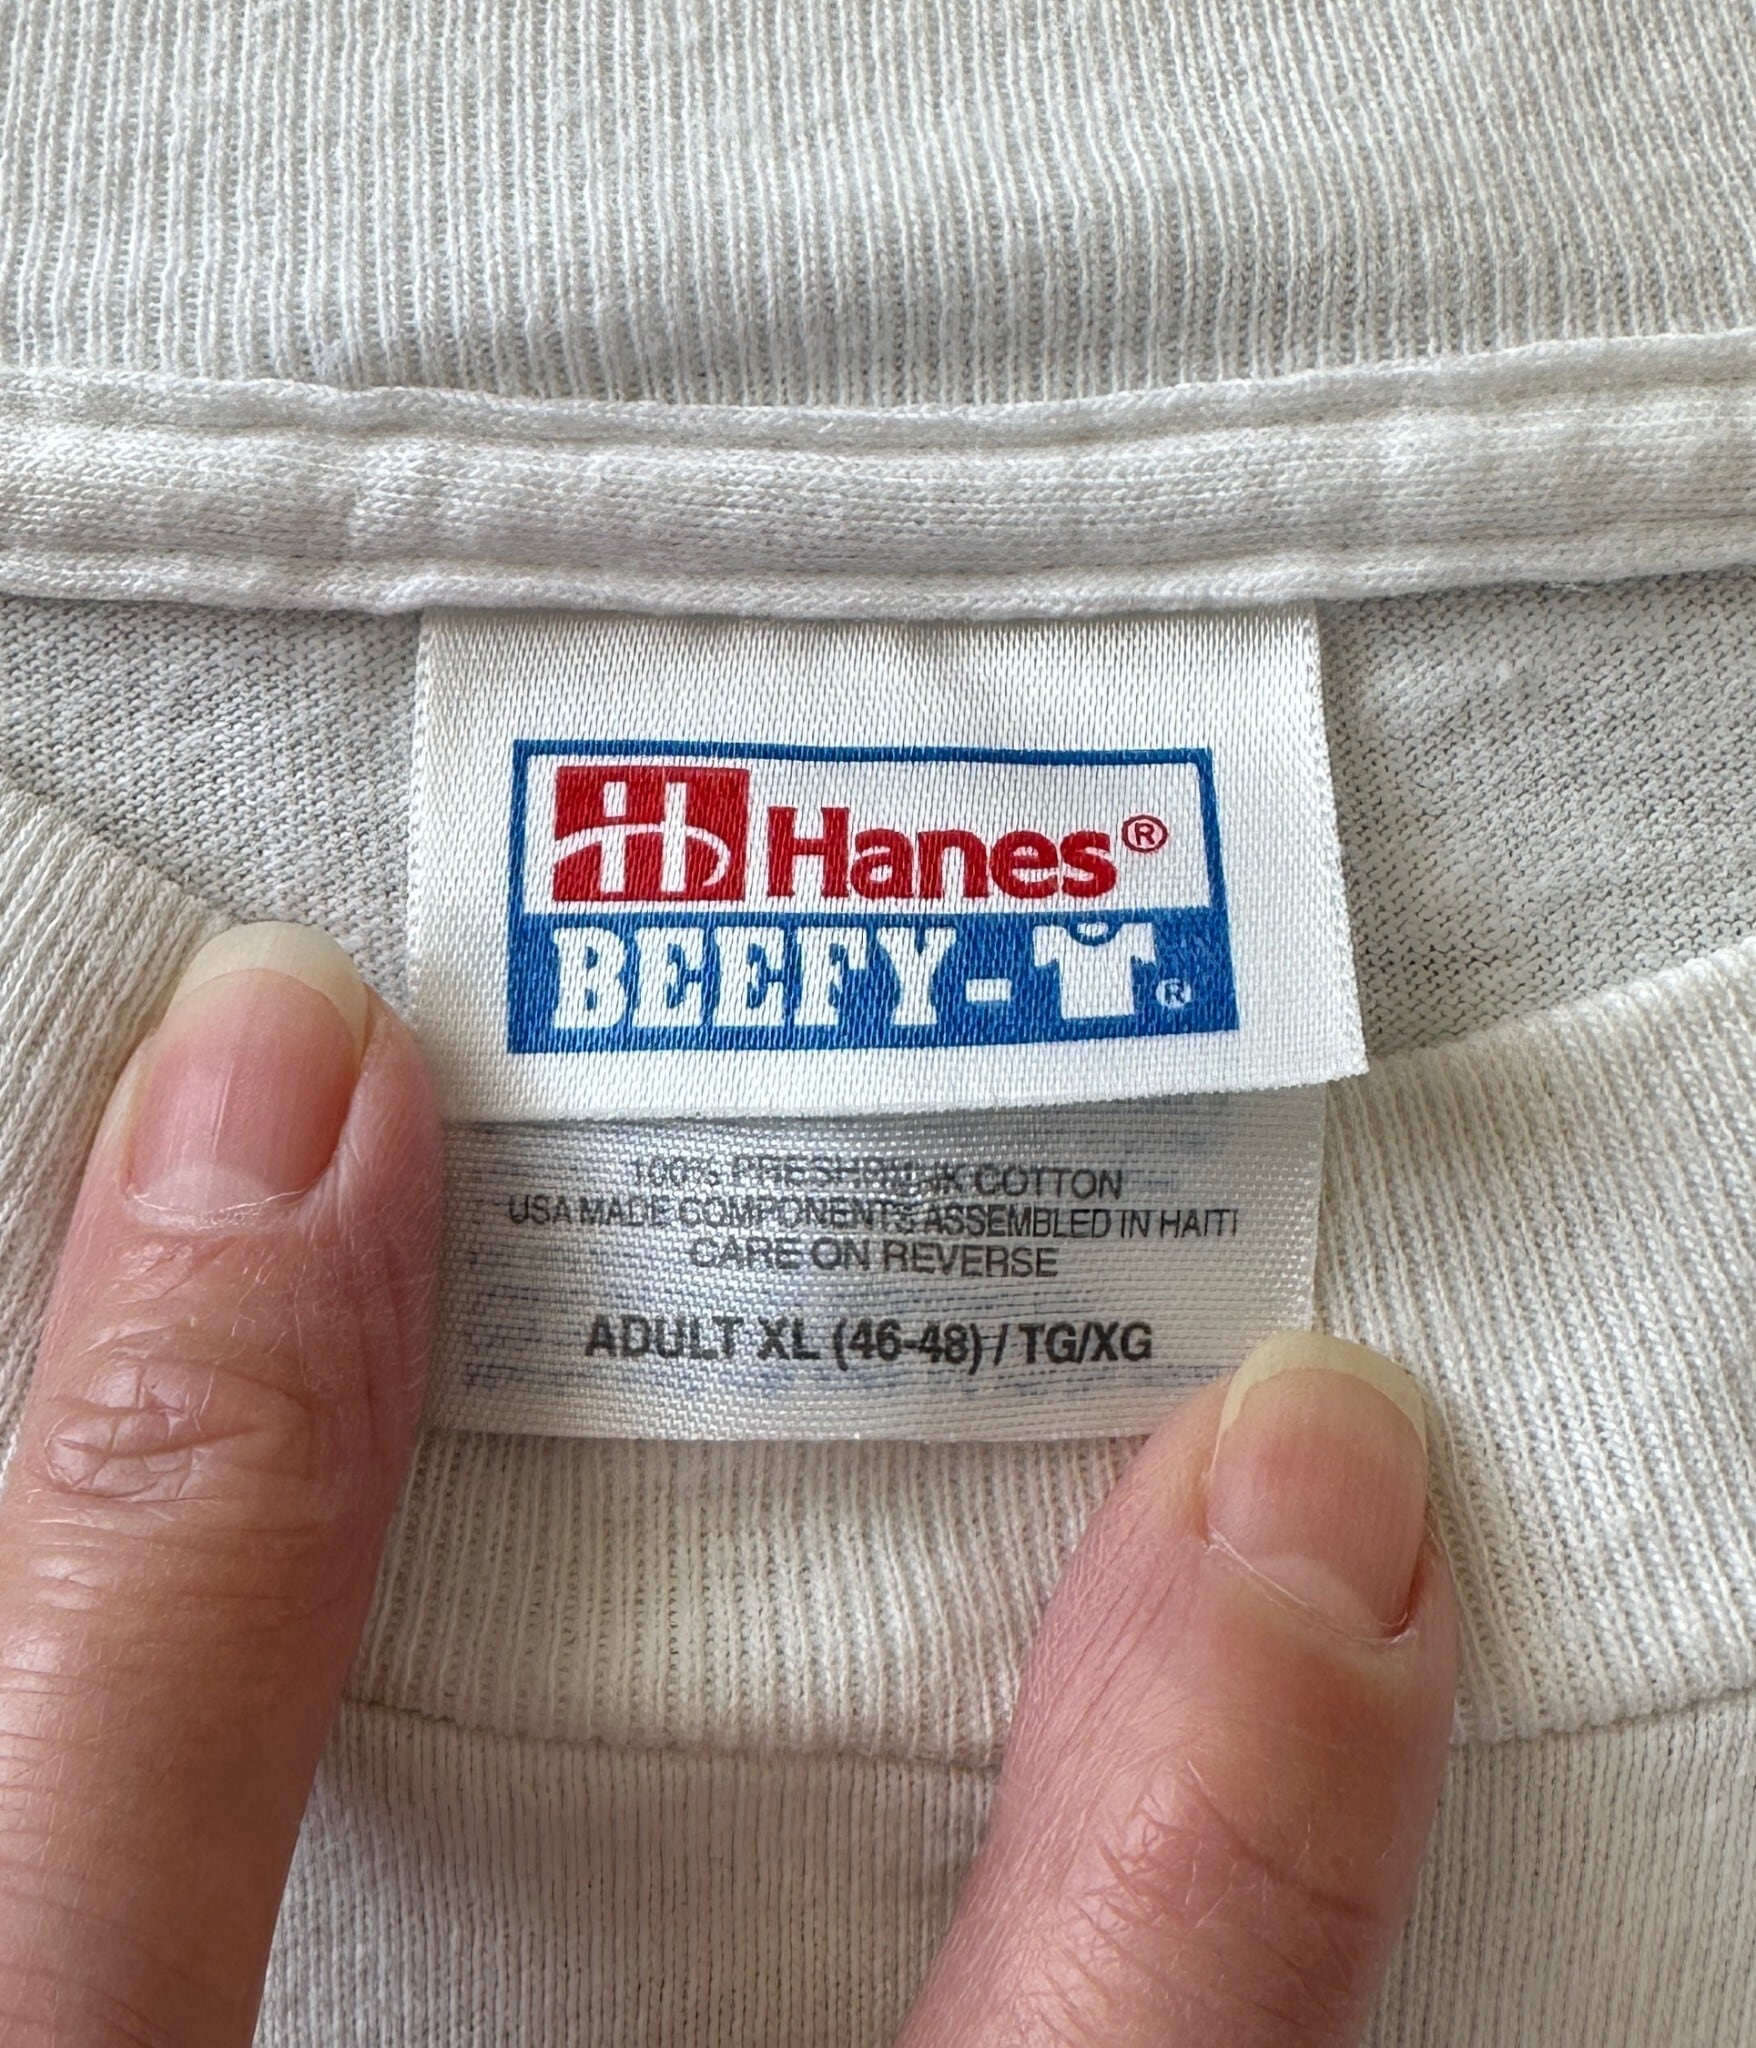 Hanes®
BEEFY-T®
100% PRESHRUNK COTTON
USA MADE COMPONENTS ASSEMBLED IN HAITI
CARE ON REVERSE
ADULT XL (46-48) / TG/XG